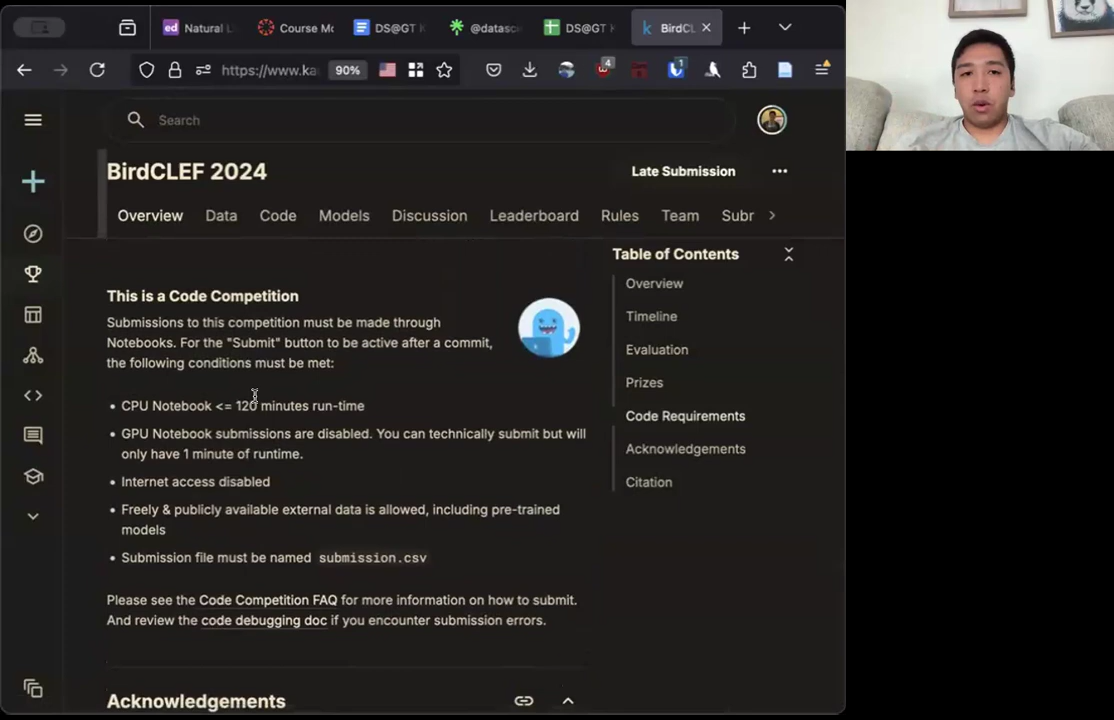 Natural L
Course Mo
DS@GT K
@datasci
DS@GT K
BirdCL
https://www.ka
90%
4
1
Search
BirdCLEF 2024
Late Submission
Overview Data Code Models Discussion Leaderboard Rules Team Subr
This is a Code Competition
Submissions to this competition must be made through
Notebooks. For the "Submit" button to be active after a commit,
the following conditions must be met:
• CPU Notebook <= 120 minutes run-time
• GPU Notebook submissions are disabled. You can technically submit but will
only have 1 minute of runtime.
• Internet access disabled
• Freely & publicly available external data is allowed, including pre-trained
models
• Submission file must be named submission.csv
Please see the Code Competition FAQ for more information on how to submit.
And review the code debugging doc if you encounter submission errors.
Acknowledgements
Table of Contents
Overview
Timeline
Evaluation
Prizes
Code Requirements
Acknowledgements
Citation